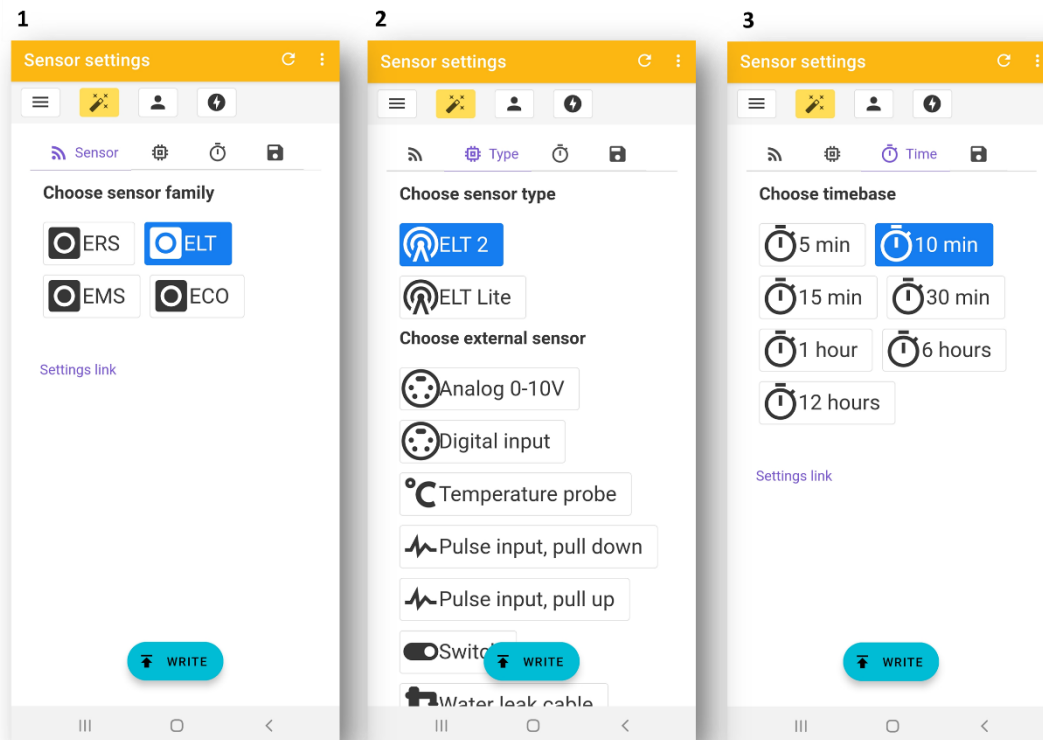 1
Sensor settings
Sensor
Choose sensor family
ERS
ELT
EMS
ECO
Settings link
WRITE
2
Sensor settings
Type
Choose sensor type
ELT 2
ELT Lite
Choose external sensor
Analog 0-10V
Digital input
Temperature probe
Pulse input, pull down
Pulse input, pull up
WRITE
Water leak cable
3
Sensor settings
Time
Choose timebase
5 min
10 min
15 min
30 min
1 hour
6 hours
12 hours
Settings link
WRITE